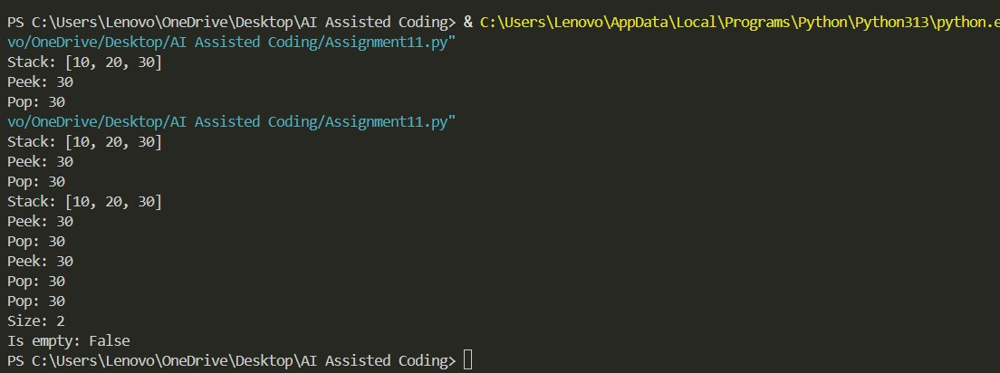 PS C:\Users\Lenovo\OneDrive\Desktop\AI Assisted Coding> & C:\Users\Lenovo\AppData\Local\Programs\Python\Python313\python.e
vo/OneDrive/Desktop/AI Assisted Coding/Assignment11.py"
Stack: [10, 20, 30]
Peek: 30
Pop: 30
vo/OneDrive/Desktop/AI Assisted Coding/Assignment11.py"
Stack: [10, 20, 30]
Peek: 30
Pop: 30
Stack: [10, 20, 30]
Peek: 30
Pop: 30
Peek: 30
Pop: 30
Pop: 30
Size: 2
Is empty: False
PS C:\Users\Lenovo\OneDrive\Desktop\AI Assisted Coding>